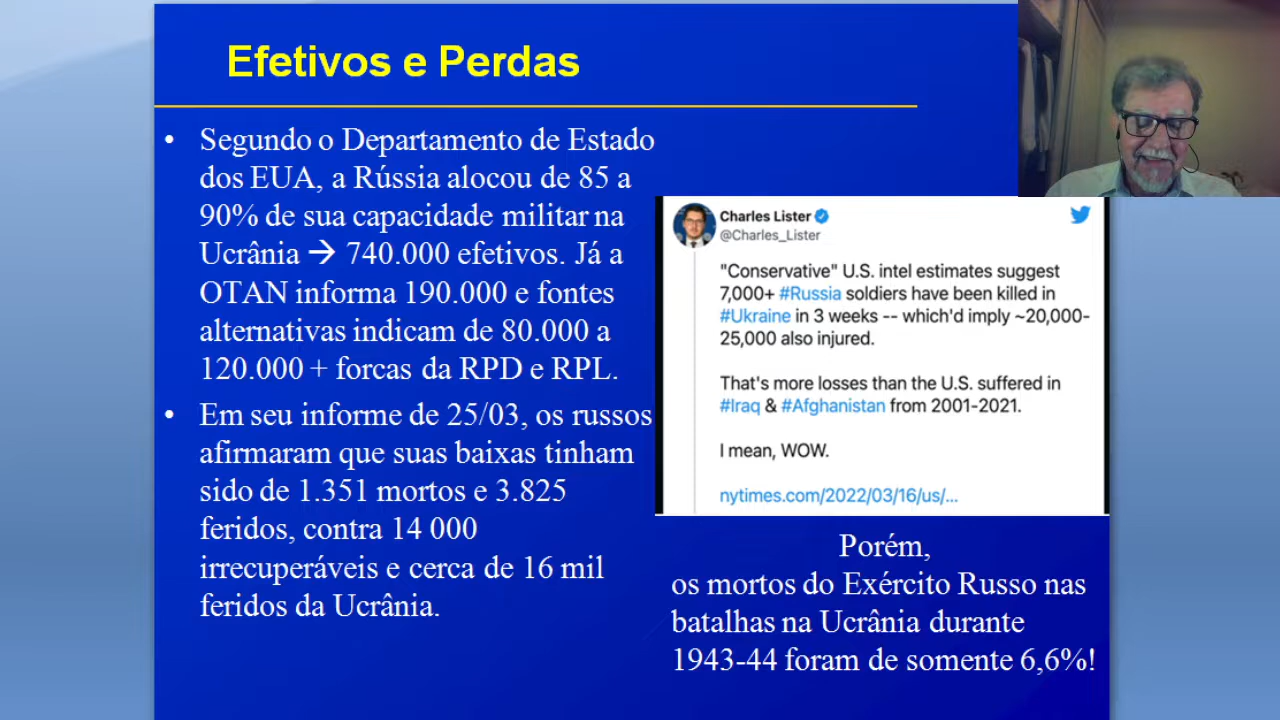 Efetivos e Perdas
• Segundo o Departamento de Estado
dos EUA, a Rússia alocou de 85 a
90% de sua capacidade militar na
Ucrânia → 740.000 efetivos. Já a
OTAN informa 190.000 e fontes
alternativas indicam de 80.000 a
120.000 + forcas da RPD e RPL.
• Em seu informe de 25/03, os russos
afirmaram que suas baixas tinham
sido de 1.351 mortos e 3.825
feridos, contra 14 000
irrecuperáveis e cerca de 16 mil
feridos da Ucrânia.
Charles Lister
@Charles_Lister
"Conservative" U.S. intel estimates suggest
7,000+ #Russia soldiers have been killed in
#Ukraine in 3 weeks -- which'd imply ~20,000-
25,000 also injured.
That's more losses than the U.S. suffered in
#Iraq & #Afghanistan from 2001-2021.
I mean, WOW.
nytimes.com/2022/03/16/us/...
Porém,
os mortos do Exército Russo nas
batalhas na Ucrânia durante
1943-44 foram de somente 6,6%!